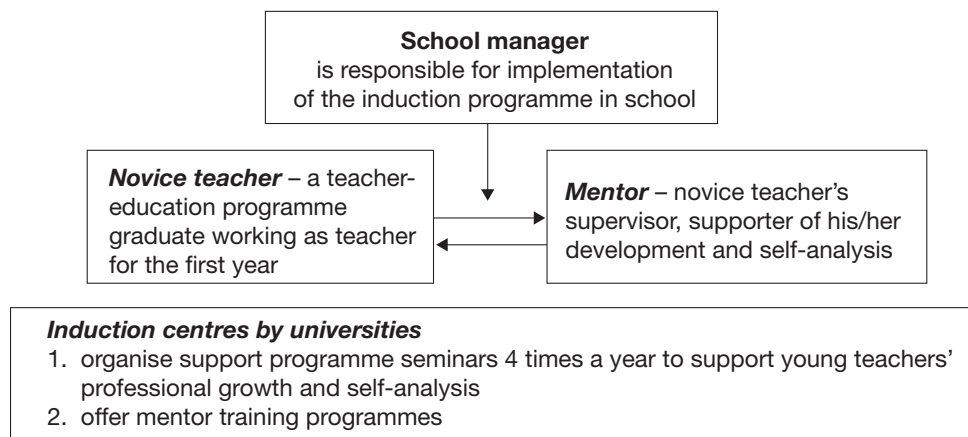 School manager
is responsible for implementation
of the induction programme in school
Novice teacher – a teacher-
education programme
graduate working as teacher
for the first year
Mentor – novice teacher’s
supervisor, supporter of his/her
development and self-analysis
Induction centres by universities
1. organise support programme seminars 4 times a year to support young teachers’
professional growth and self-analysis
2. offer mentor training programmes